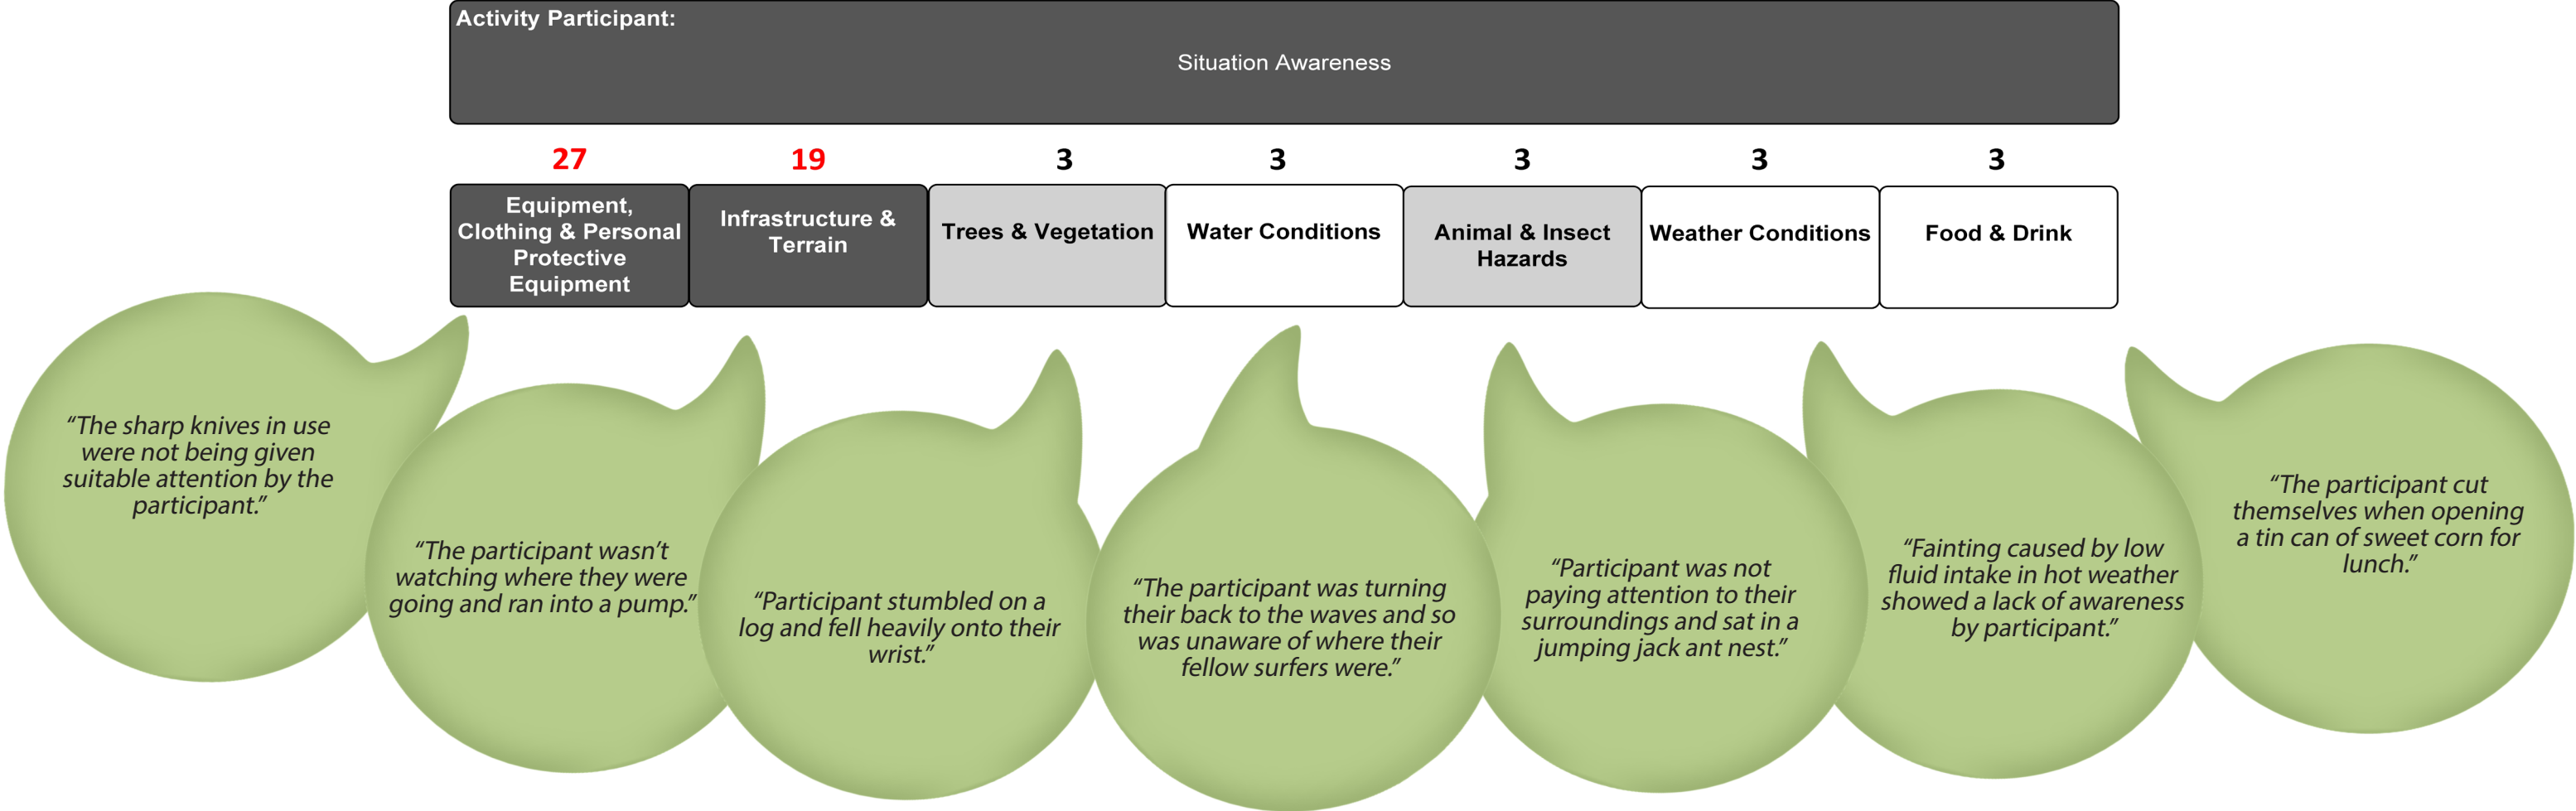 Activity Participant:
Situation Awareness
27
19
3
3
3
3
3
Equipment,
Clothing & Personal
Protective
Equipment
Infrastructure &
Terrain
Trees & Vegetation
Water Conditions
Animal & Insect
Hazards
Weather Conditions
Food & Drink
“The sharp knives in use
were not being given
suitable attention by the
participant.”
“The participant wasn’t
watching where they were
going and ran into a pump.”
“Participant stumbled on a
log and fell heavily onto their
wrist.”
“The participant was turning
their back to the waves and so
was unaware of where their
fellow surfers were.”
“Participant was not
paying attention to their
surroundings and sat in a
jumping jack ant nest.”
“Fainting caused by low
fluid intake in hot weather
showed a lack of awareness
by participant.”
“The participant cut
themselves when opening
a tin can of sweet corn for
lunch.”